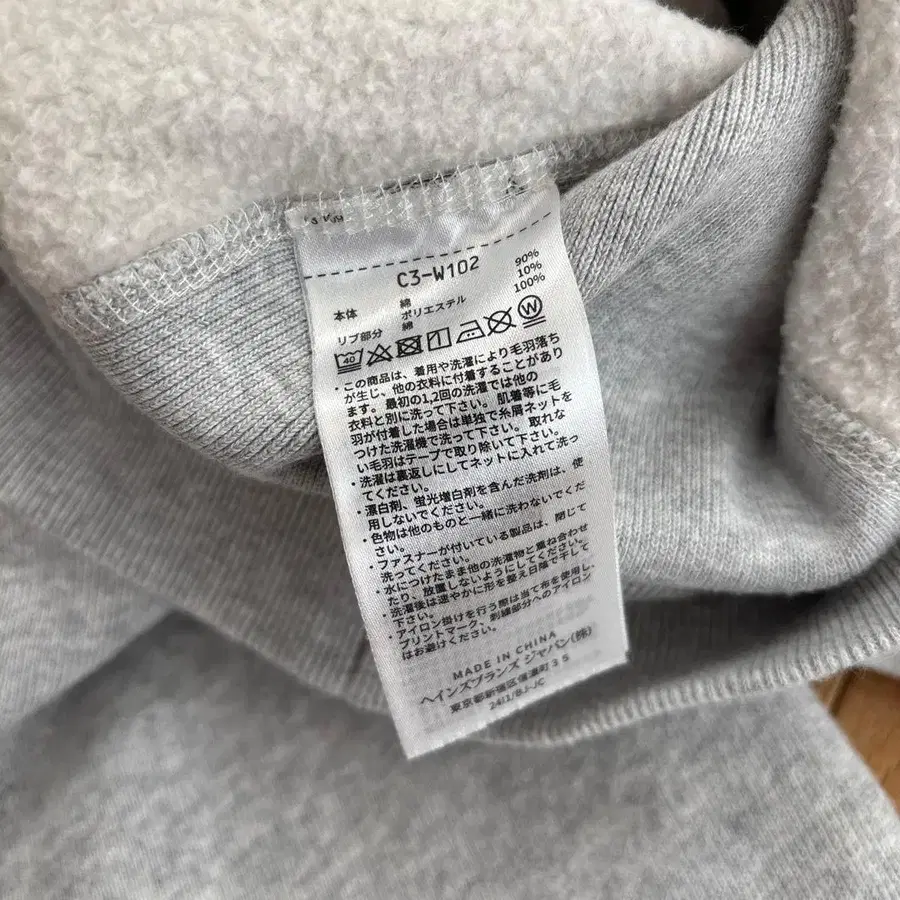 C3-W102
本体 綿 90%
ポリエステル 10%
リブ部分 綿 100%
40 W
・この商品は、着用や洗濯により毛羽落ち
が生じ、他の衣料に付着することがあり
ます。最初の1,2回の洗濯では他の
衣料と別に洗って下さい。肌着等に毛
羽が付着した場合は単独で糸屑ネットを
つけた洗濯機で洗って下さい。取れな
い毛羽はテープで取り除いて下さい。
・洗濯は裏返しにしてネットに入れて洗っ
てください。
・漂白剤、蛍光増白剤を含んだ洗剤は、使
用しないでください。
・色物は他のものと一緒に洗わないでくだ
さい。
・ファスナーが付いている製品は、閉じて
洗ってください。
・水につけたまま他の洗濯物と重ね合わせ
たり、放置しないようにしてください。
・洗濯後は速やかに形を整え日陰で干して
下さい。
・アイロン掛けを行う際は当て布を使用し、
プリントマーク、刺繍部分へのアイロン
はお避けください。
MADE IN CHINA
ヘインズブランズ ジャパン(株)
東京都新宿区信濃町35
24I1/BJ-JC